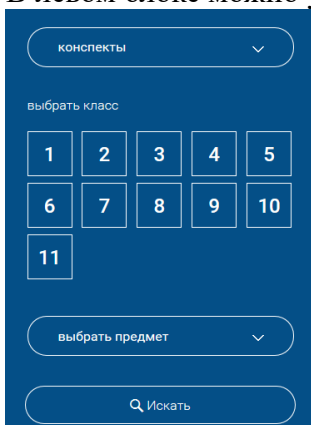 конспекты
выбрать класс
1 2 3 4 5
6 7 8 9 10
11
выбрать предмет
Искать